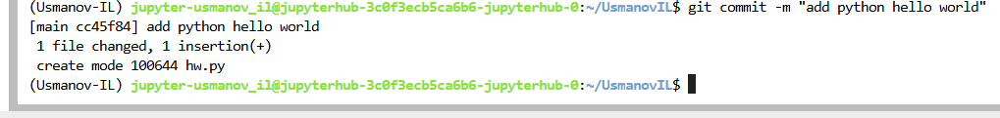 (Usmanov-IL) jupyter-usmanov_il@jupyterhub-3c0f3ecb5ca6b6-jupyterhub-0:~/UsmanovIL$ git commit -m "add python hello world"
[main cc45f84] add python hello world
 1 file changed, 1 insertion(+)
 create mode 100644 hw.py
(Usmanov-IL) jupyter-usmanov_il@jupyterhub-3c0f3ecb5ca6b6-jupyterhub-0:~/UsmanovIL$